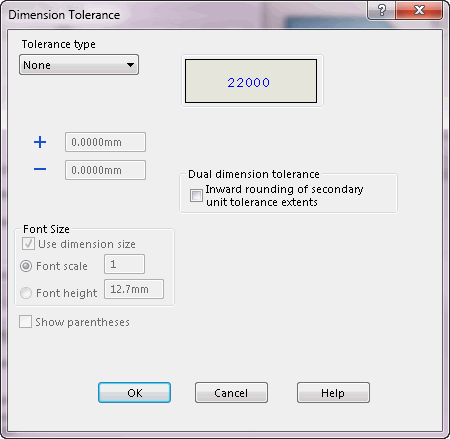 Dimension Tolerance
Tolerance type
None
22000
+ 0.0000mm
− 0.0000mm
Dual dimension tolerance
Inward rounding of secondary
unit tolerance extents
Font Size
Use dimension size
Font scale 1
Font height 12.7mm
Show parentheses
OK Cancel Help